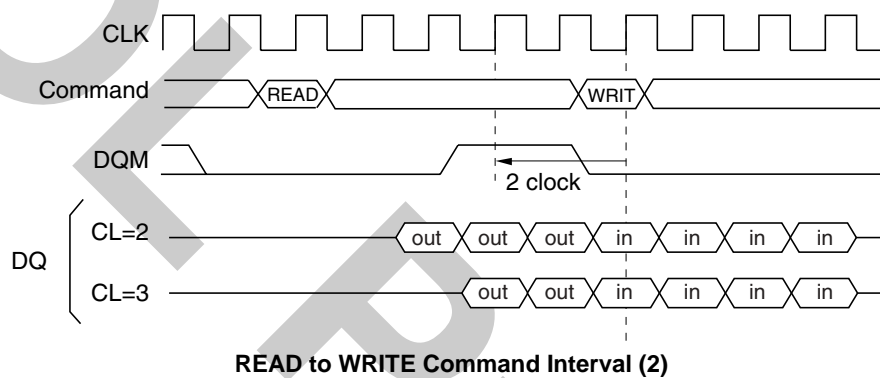 CLK
Command READ WRIT
DQM
2 clock
DQ
CL=2 out out out in in in in
CL=3 out out in in in in
READ to WRITE Command Interval (2)